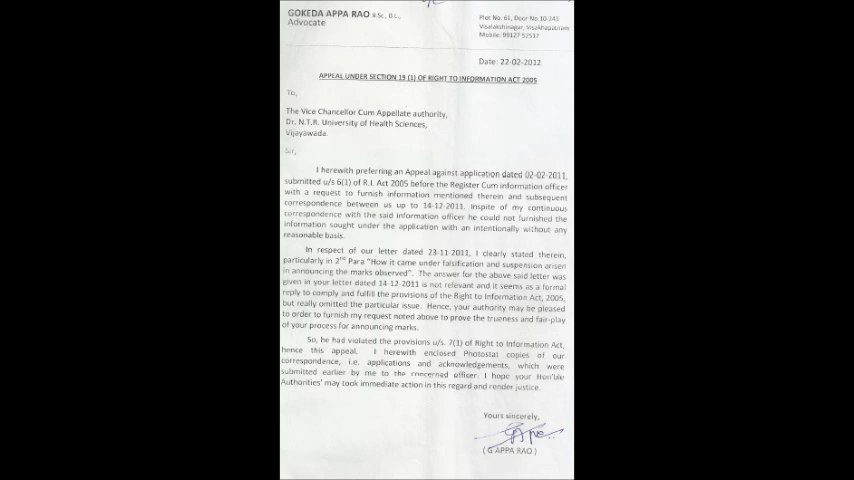 GOKEDA APPA RAO B.Sc., B.L.,
Advocate
Plot No. 61, Door No.10-243
Visalakshinagar, Visakhapatnam
Mobile: 99127 52517
Date: 22-02-2012
APPEAL UNDER SECTION 19 (1) OF RIGHT TO INFORMATION ACT 2005
To,
The Vice Chancellor Cum Appellate authority,
Dr. N.T.R. University of Health Sciences,
Vijayawada.
Sir,
I herewith preferring an Appeal against application dated 02-02-2011,
submitted u/s 6(1) of R.I. Act 2005 before the Register Cum information officer
with a request to furnish information mentioned therein and subsequent
correspondence between us up to 14-12-2011. Inspite of my continuous
correspondence with the said information officer he could not furnished the
information sought under the application with an intentionally without any
reasonable basis.
In respect of our letter dated 23-11-2011, I clearly stated therein,
particularly in 2nd Para "How it came under falsification and suspension arisen
in announcing the marks observed". The answer for the above said letter was
given in your letter dated 14-12-2011 is not relevant and it seems as a formal
reply to comply and fulfill the provisions of the Right to Information Act, 2005,
but really omitted the particular issue. Hence, your authority may be pleased
to order to furnish my request noted above to prove the trueness and fair-play
of your process for announcing marks.
So, he had violated the provisions u/s. 7(1) of Right to Information Act,
hence this appeal. I herewith enclosed Photostat copies of our
correspondence, i.e. applications and acknowledgements, which were
submitted earlier by me to the concerned officer. I hope your Hon'ble
Authorities' may took immediate action in this regard and render justice.
Yours sincerely,
( G APPA RAO )